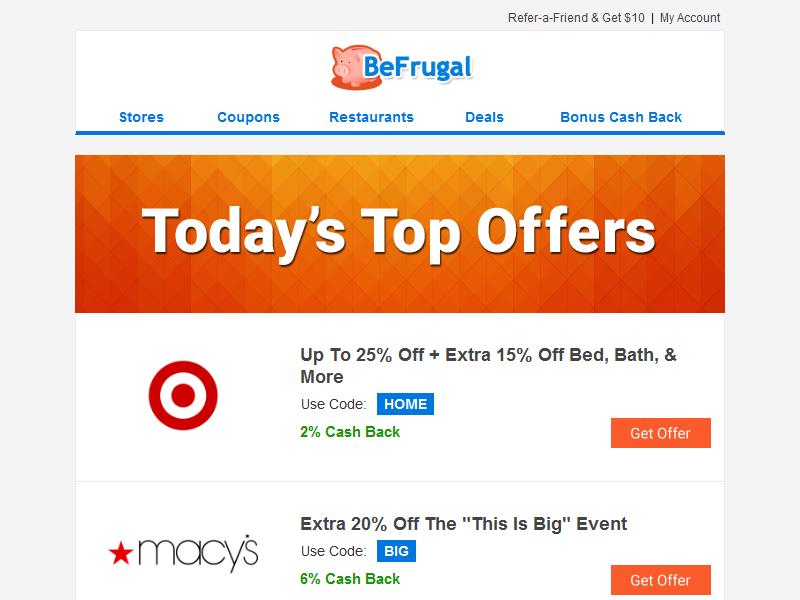 Refer-a-Friend & Get $10 | My Account
BeFrugal
Stores Coupons Restaurants Deals Bonus Cash Back
Today's Top Offers
Up To 25% Off + Extra 15% Off Bed, Bath, &
More
Use Code: HOME
2% Cash Back
Get Offer
Extra 20% Off The "This Is Big" Event
macy's
Use Code: BIG
6% Cash Back
Get Offer